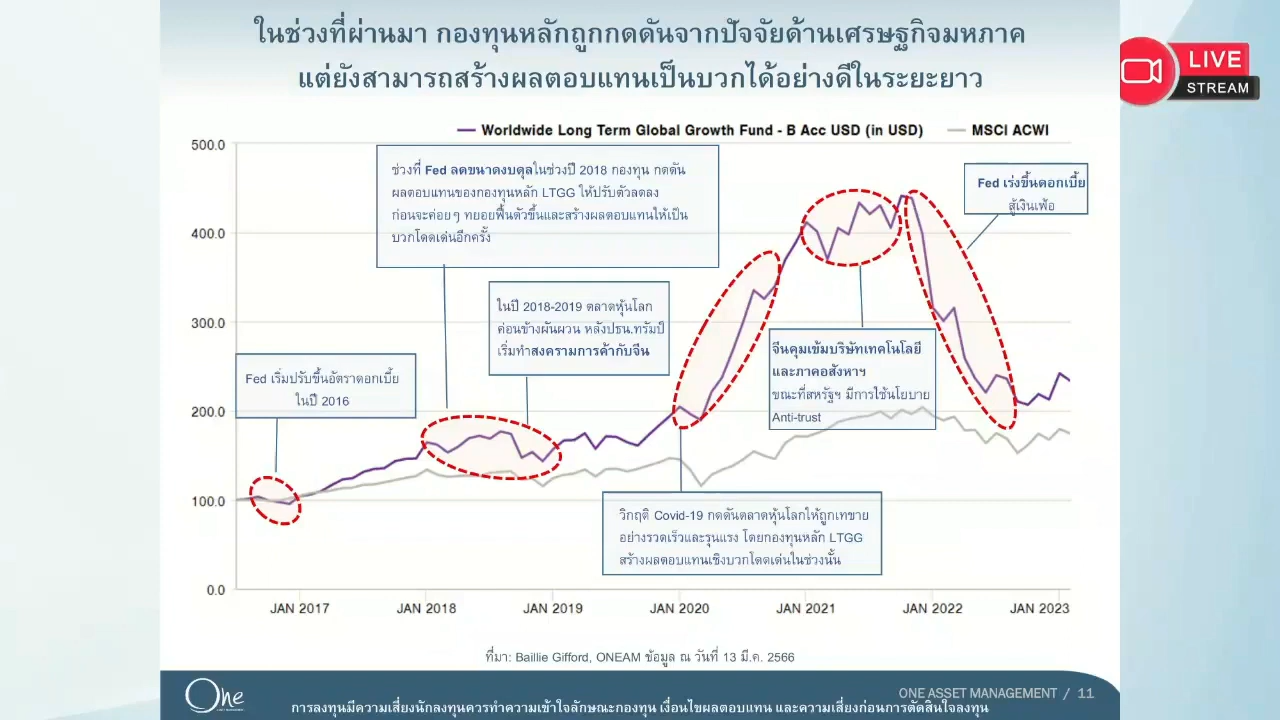 ในช่วงที่ผ่านมา กองทุนหลักถูกกดดันจากปัจจัยด้านเศรษฐกิจมหภาค
แต่ยังสามารถสร้างผลตอบแทนเป็นบวกได้อย่างดีในระยะยาว
LIVE
STREAM
Worldwide Long Term Global Growth Fund - B Acc USD (in USD)
MSCI ACWI
500.0
400.0
300.0
200.0
100.0
0.0
ช่วงที่ Fed ลดขนาดงบดุลในช่วงปี 2018 กองทุน กดดัน
ผลตอบแทนของกองทุนหลัก LTGG ให้ปรับตัวลดลง
ก่อนจะค่อยๆ ทยอยฟื้นตัวขึ้นและสร้างผลตอบแทนให้เป็น
บวกโดดเด่นอีกครั้ง
Fed เร่งขึ้นดอกเบี้ย
สู้เงินเฟ้อ
ในปี 2018-2019 ตลาดหุ้นโลก
ค่อนข้างผันผวน หลังปธน.ทรัมป์
เริ่มทำสงครามการค้ากับจีน
จีนคุมเข้มบริษัทเทคโนโลยี
และภาคอสังหาฯ
ขณะที่สหรัฐฯ มีการใช้นโยบาย
Anti-trust
Fed เริ่มปรับขึ้นอัตราดอกเบี้ย
ในปี 2016
วิกฤติ Covid-19 กดดันตลาดหุ้นโลกให้ถูกเทขาย
อย่างรวดเร็วและรุนแรง โดยกองทุนหลัก LTGG
สร้างผลตอบแทนเชิงบวกโดดเด่นในช่วงนั้น
JAN 2017
JAN 2018
JAN 2019
JAN 2020
JAN 2021
JAN 2022
JAN 2023
ที่มา: Baillie Gifford, ONEAM ข้อมูล ณ วันที่ 13 มี.ค. 2566
One
ONE ASSET MANAGEMENT / 11
การลงทุนมีความเสี่ยงนักลงทุนควรทำความเข้าใจลักษณะกองทุน เงื่อนไขผลตอบแทน และความเสี่ยงก่อนการตัดสินใจลงทุน